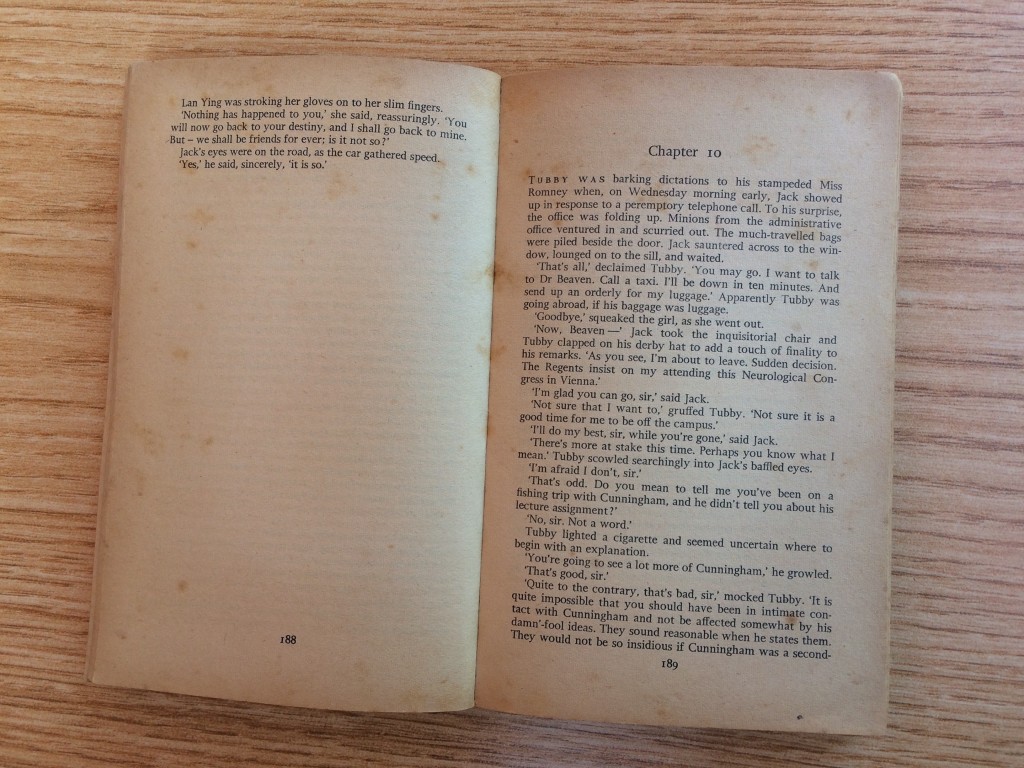 Lan Ying was stroking her gloves on to her slim fingers.
'Nothing has happened to you,' she said, reassuringly. 'You
will now go back to your destiny, and I shall go back to mine.
But – we shall be friends for ever; is it not so?'
Jack's eyes were on the road, as the car gathered speed.
'Yes,' he said, sincerely, 'it is so.'
188
Chapter 10
TUBBY WAS barking dictations to his stampeded Miss
Romney when, on Wednesday morning early, Jack showed
up in response to a peremptory telephone call. To his surprise,
the office was folding up. Minions from the administrative
office ventured in and scurried out. The much-travelled bags
were piled beside the door. Jack sauntered across to the win-
dow, lounged on to the sill, and waited.
'That's all,' declaimed Tubby. 'You may go. I want to talk
to Dr Beaven. Call a taxi. I'll be down in ten minutes. And
send up an orderly for my luggage.' Apparently Tubby was
going abroad, if his baggage was luggage.
'Goodbye,' squeaked the girl, as she went out.
'Now, Beaven —' Jack took the inquisitorial chair and
Tubby clapped on his derby hat to add a touch of finality to
his remarks. 'As you see, I'm about to leave. Sudden decision.
The Regents insist on my attending this Neurological Con-
gress in Vienna.'
'I'm glad you can go, sir,' said Jack.
'Not sure that I want to,' gruffed Tubby. 'Not sure it is a
good time for me to be off the campus.'
'I'll do my best, sir, while you're gone,' said Jack.
'There's more at stake this time. Perhaps you know what I
mean.' Tubby scowled searchingly into Jack's baffled eyes.
'I'm afraid I don't, sir.'
'That's odd. Do you mean to tell me you've been on a
fishing trip with Cunningham, and he didn't tell you about his
lecture assignment?'
'No, sir. Not a word.'
Tubby lighted a cigarette and seemed uncertain where to
begin with an explanation.
'You're going to see a lot more of Cunningham,' he growled.
'That's good, sir.'
'Quite to the contrary, that's bad, sir,' mocked Tubby. 'It is
quite impossible that you should have been in intimate con-
tact with Cunningham and not be affected somewhat by his
damn'-fool ideas. They sound reasonable when he states them.
They would not be so insidious if Cunningham was a second-
189